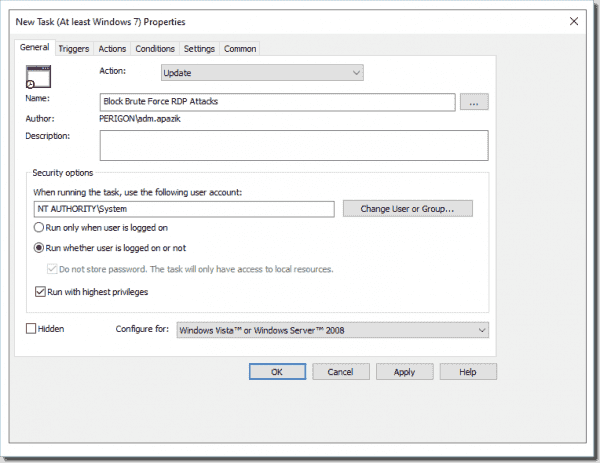 New Task (At least Windows 7) Properties
General Triggers Actions Conditions Settings Common
Action: Update
Name: Block Brute Force RDP Attacks ...
Author: PERIGON\adm.apazik
Description:
Security options
When running the task, use the following user account:
NT AUTHORITY\System Change User or Group...
Run only when user is logged on
Run whether user is logged on or not
Do not store password. The task will only have access to local resources.
Run with highest privileges
Hidden Configure for: Windows Vista™ or Windows Server™ 2008
OK Cancel Apply Help